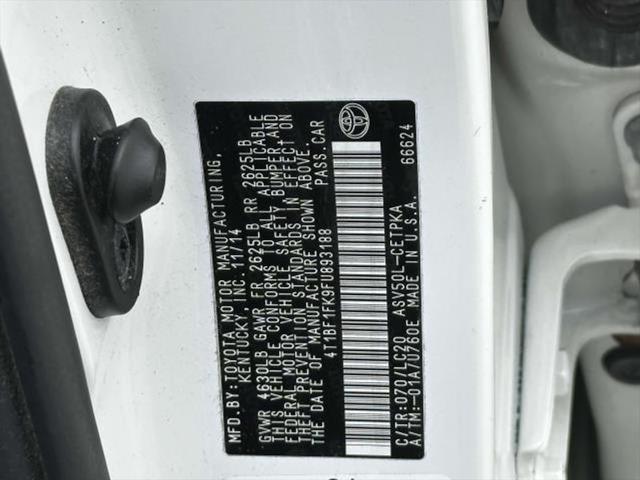 MFD. BY: TOYOTA MOTOR MANUFACTURING,
KENTUCKY, INC. 11/14
GVWR 4630LB GAWR FR 2625LB RR 2625LB
THIS VEHICLE CONFORMS TO ALL APPLICABLE
FEDERAL MOTOR VEHICLE SAFETY, BUMPER, AND
THEFT PREVENTION STANDARDS IN EFFECT ON
THE DATE OF MANUFACTURE SHOWN ABOVE.
4T1BF1FK9FU893188 PASS. CAR
C/TR: 070/LC20 ASV50L-CETPKA 66624
A/TM: -01A/U760E MADE IN U.S.A.